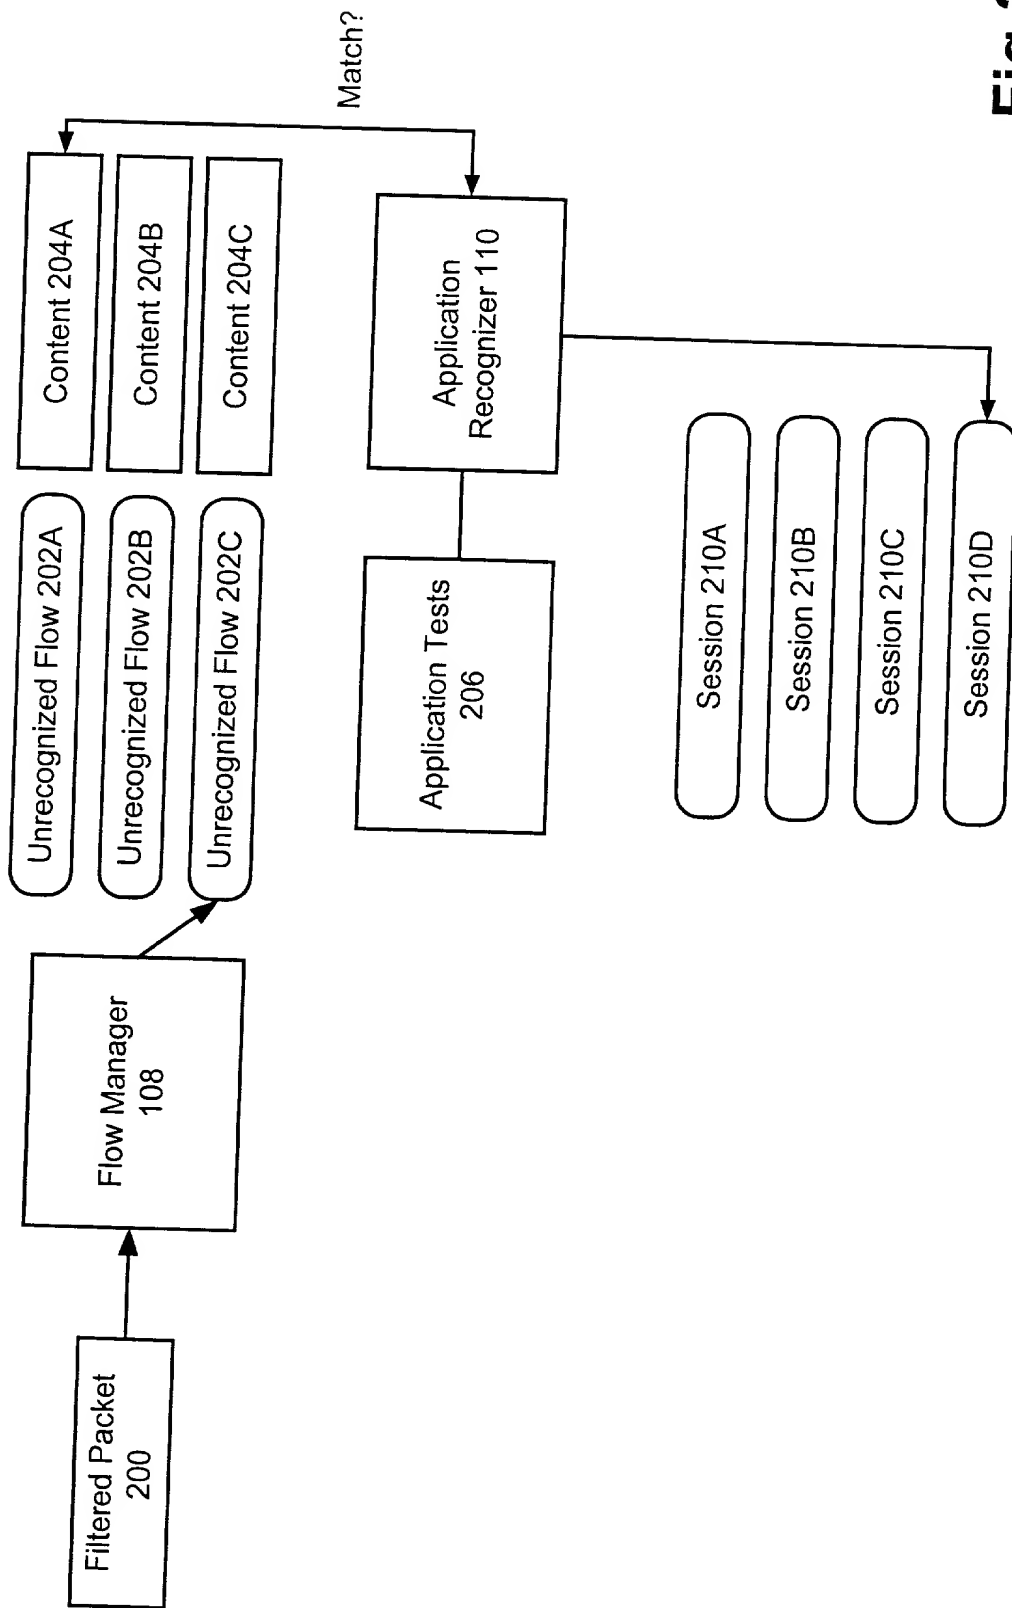 Filtered Packet
200
Flow Manager
108
Unrecognized Flow 202A
Unrecognized Flow 202B
Unrecognized Flow 202C
Content 204A
Content 204B
Content 204C
Match?
Application Tests
206
Application
Recognizer 110
Session 210A
Session 210B
Session 210C
Session 210D
Fig